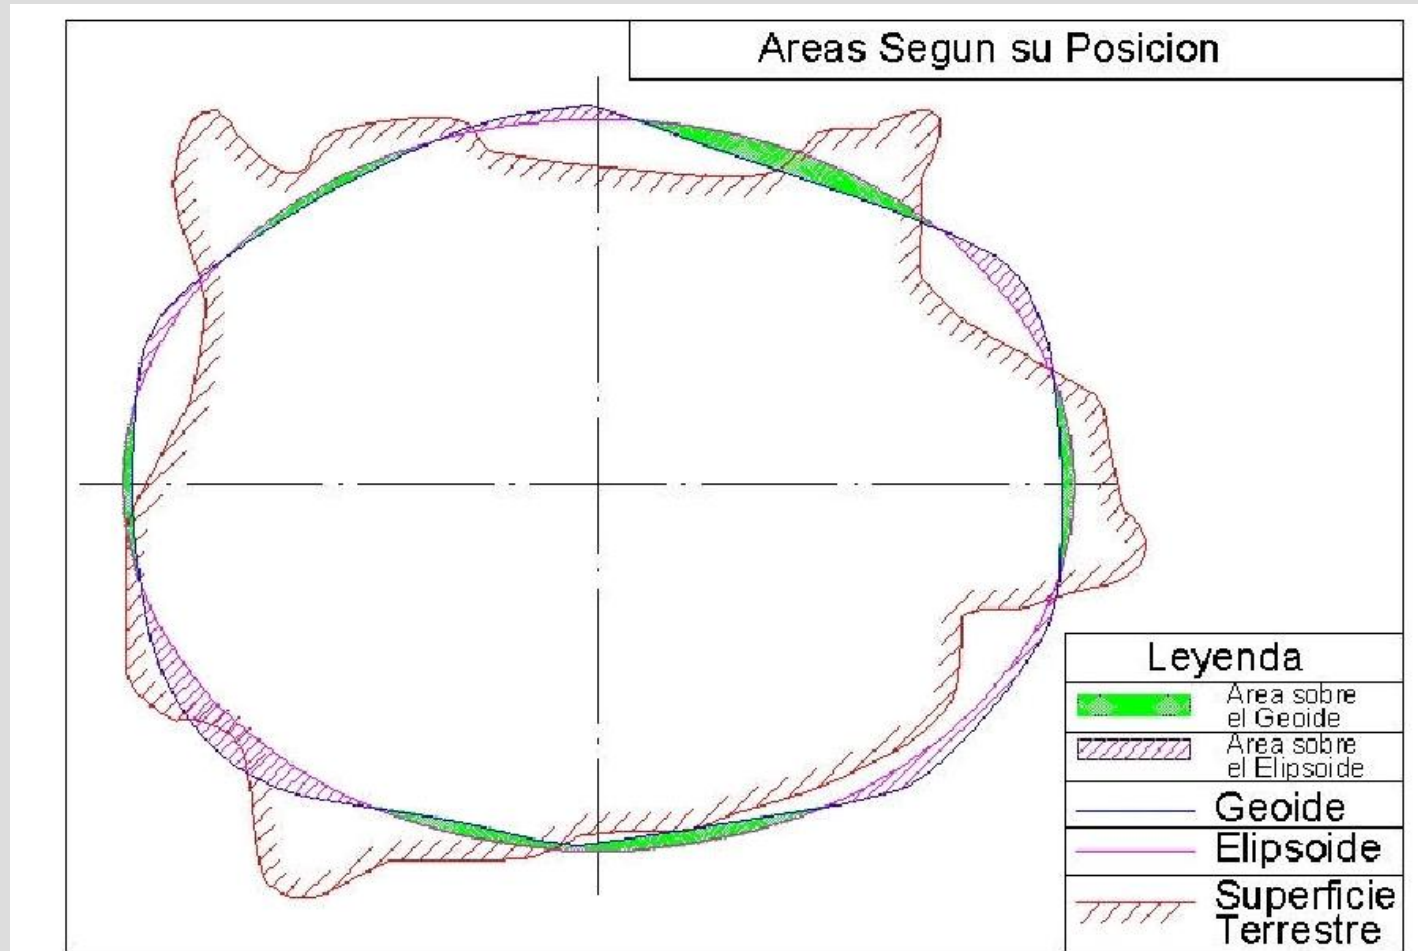 Areas Segun su Posicion
Leyenda
Area sobre
el Geoide
Area sobre
el Elipsoide
Geoide
Elipsoide
Superficie
Terrestre